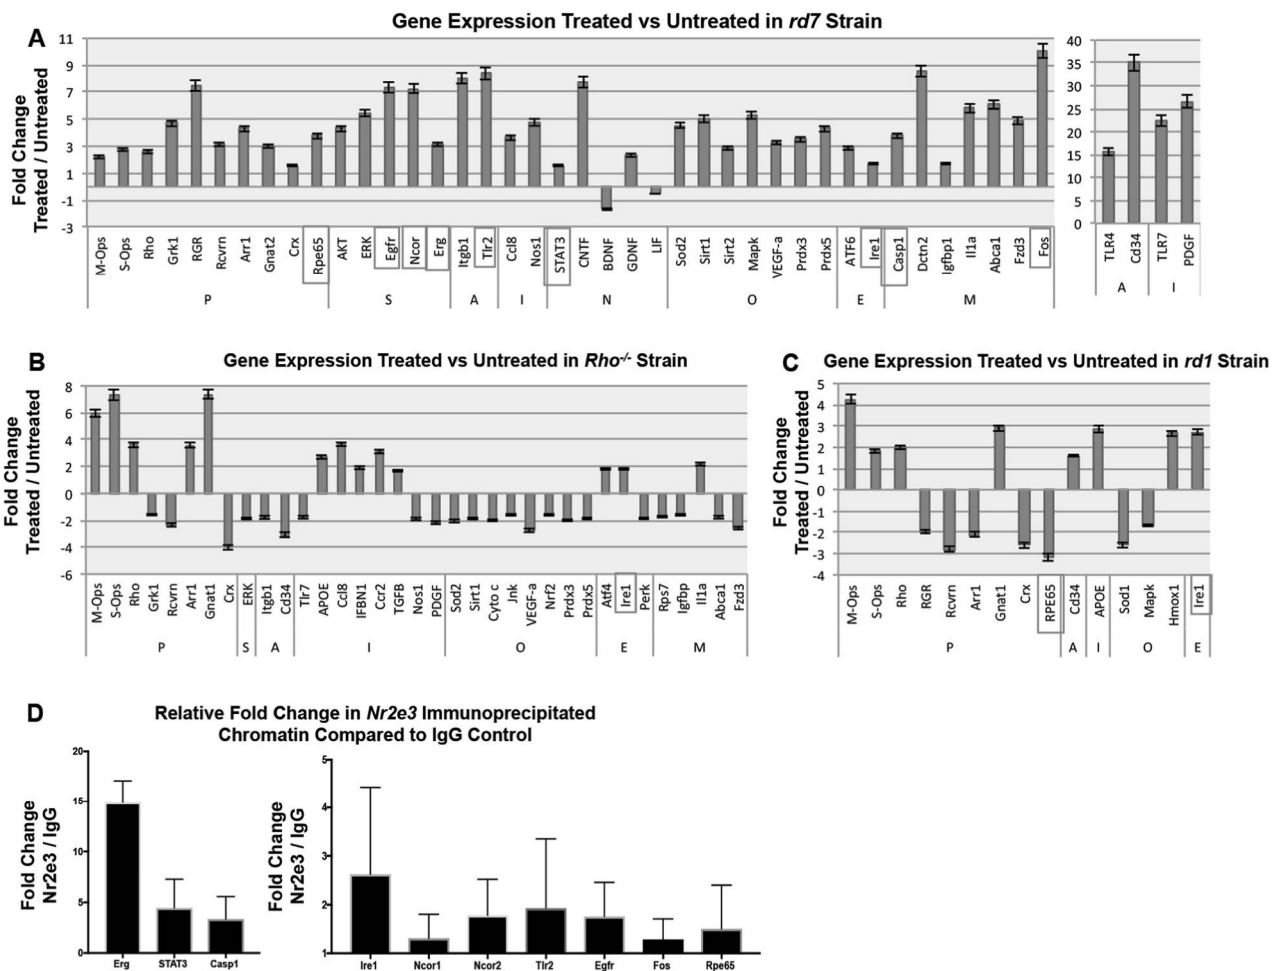 A
Gene Expression Treated vs Untreated in rd7 Strain
Fold Change
Treated / Untreated
11
9
7
5
3
1
-1
-3
M-Ops
S-Ops
Rho
Grk1
RGR
Rcvrn
Arr1
Gnat2
Crx
Rpe65
AKT
ERK
Egfr
Ncor
Erg
Itgb1
Tlr2
Ccl8
Nos1
STAT3
CNTF
BDNF
GDNF
LIF
Sod2
Sirt1
Sirt2
Mapk
VEGF-a
Prdx3
Prdx5
ATF6
Ire1
Casp1
Dctn2
Igfbp1
Il1a
Abca1
Fzd3
Fos
P S A I N O E M
40
35
30
25
20
15
10
5
0
TLR4
Cd34
TLR7
PDGF
A I
B
Gene Expression Treated vs Untreated in Rho-/- Strain
Fold Change
Treated / Untreated
8
6
4
2
0
-2
-4
-6
M-Ops
S-Ops
Rho
Grk1
Rcvrn
Arr1
Gnat1
Crx
ERK
Itgb1
Cd34
Tlr7
APOE
Ccl8
IFBN1
Ccr2
TGFB
Nos1
PDGF
Sod2
Sirt1
Cyto c
Jnk
VEGF-a
Nrf2
Prdx3
Prdx5
Atf4
Ire1
Perk
Rps7
Igfbp
Il1a
Abca1
Fzd3
P S A I O E M
C
Gene Expression Treated vs Untreated in rd1 Strain
Fold Change
Treated / Untreated
5
4
3
2
1
0
-1
-2
-3
-4
M-Ops
S-Ops
Rho
RGR
Rcvrn
Arr1
Gnat1
Crx
RPE65
Cd34
APOE
Sod1
Mapk
Hmox1
Ire1
P A I O E
D
Relative Fold Change in Nr2e3 Immunoprecipitated
Chromatin Compared to IgG Control
Fold Change
Nr2e3 / IgG
20
15
10
5
0
Erg STAT3 Casp1
Fold Change
Nr2e3 / IgG
5
4
3
2
1
Ire1 Ncor1 Ncor2 Tlr2 Egfr Fos Rpe65